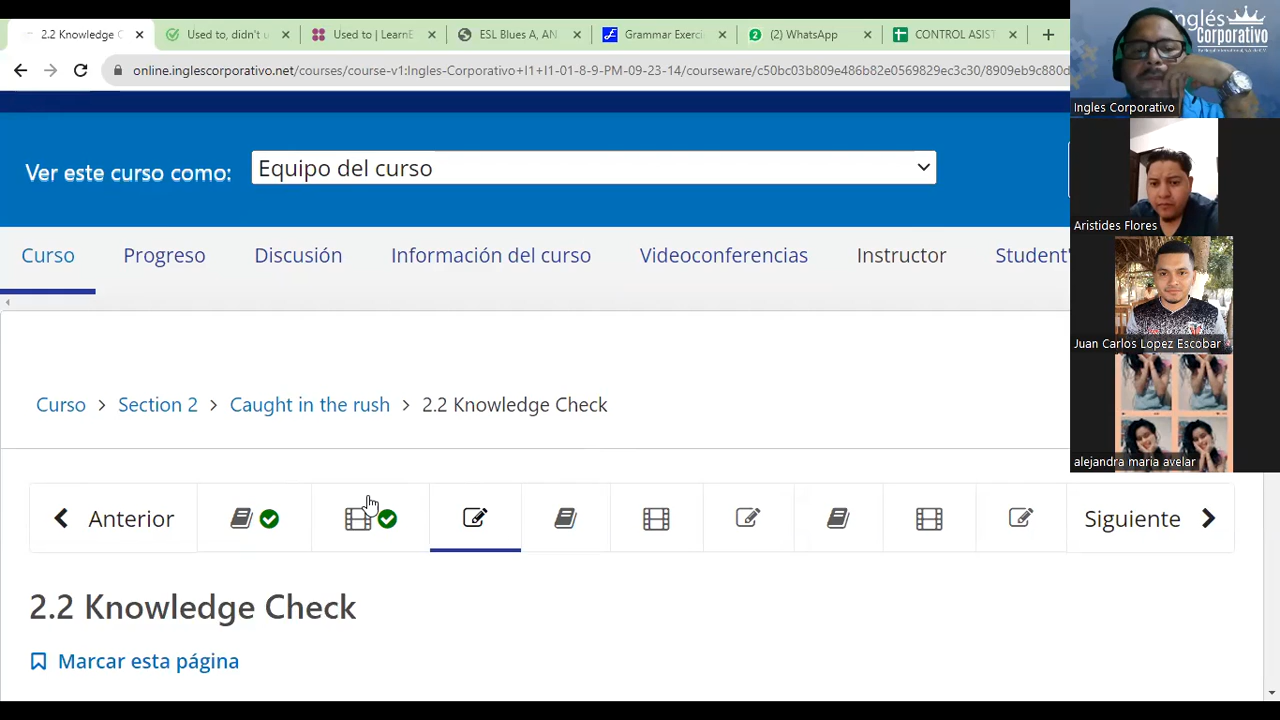 2.2 Knowledge C
Used to, didn't u
Used to | LearnE
ESL Blues A, AN
Grammar Exerci
(2) WhatsApp
CONTROL ASIST
online.inglescorporativo.net/courses/course-v1:Ingles-Corporativo+I1+I1-01-8-9-PM-09-23-14/courseware/c50bc03b809e486b82e0569829ec3c30/8909eb9c880d
inglés
corporativo
Ingles Corporativo
Aristides Flores
Juan Carlos Lopez Escobar
alejandra maria avelar
Ver este curso como:
Equipo del curso
Curso
Progreso
Discusión
Información del curso
Videoconferencias
Instructor
Student'
Curso > Section 2 > Caught in the rush > 2.2 Knowledge Check
Anterior
Siguiente
2.2 Knowledge Check
Marcar esta página